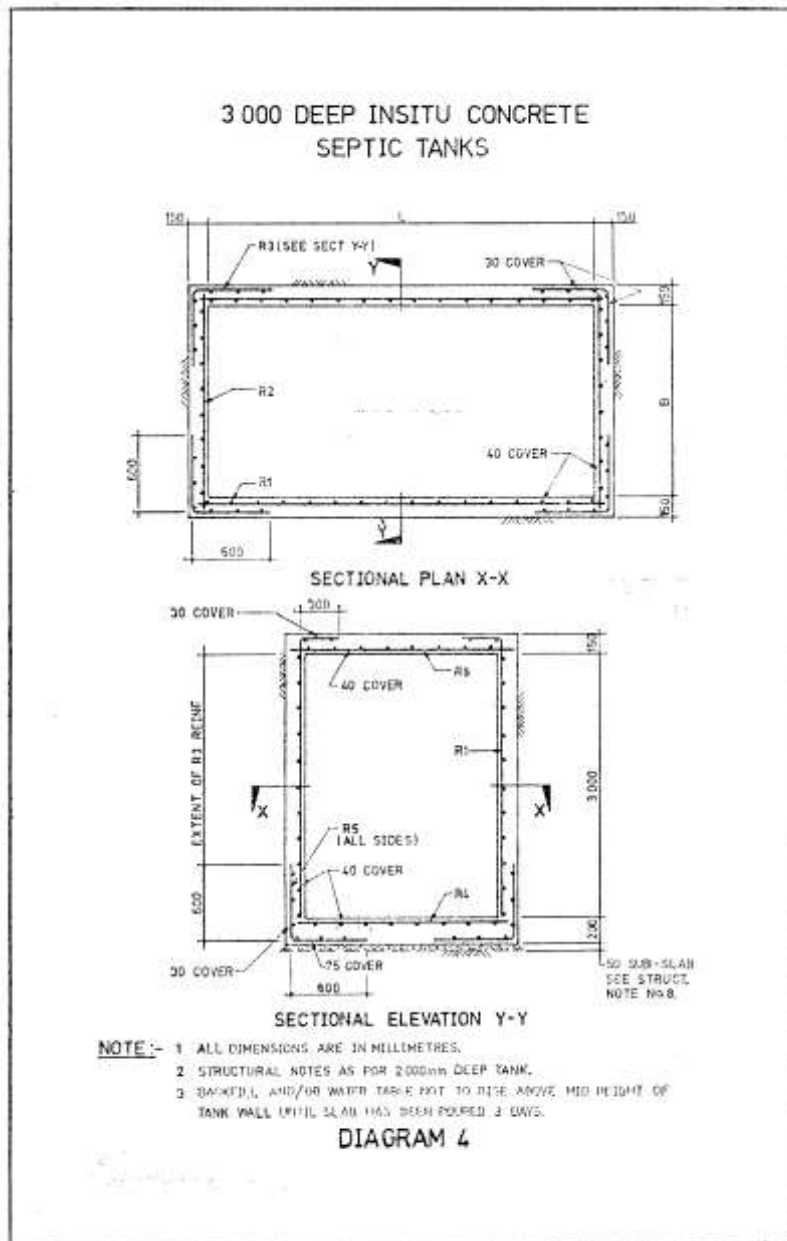 3 000 DEEP INSITU CONCRETE
SEPTIC TANKS
150
L
150
R3 (SEE SECT Y-Y)
Y
30 COVER
150
R2
B
600
40 COVER
R1
150
Y
600
SECTIONAL PLAN X-X
30 COVER
300
150
40 COVER
R6
EXTENT OF R3 REINF
R1
3 000
X
X
R5
(ALL SIDES)
40 COVER
R4
600
200
30 COVER
75 COVER
600
50 SUB-SLAB
SEE STRUCT.
NOTE No 8.
SECTIONAL ELEVATION Y-Y
NOTE:- 1 ALL DIMENSIONS ARE IN MILLIMETRES.
2 STRUCTURAL NOTES AS FOR 2000mm DEEP TANK.
3 BACKFILL AND/OR WATER TABLE NOT TO RISE ABOVE MID HEIGHT OF
TANK WALL UNTIL SLAB HAS BEEN POURED 3 DAYS.
DIAGRAM 4